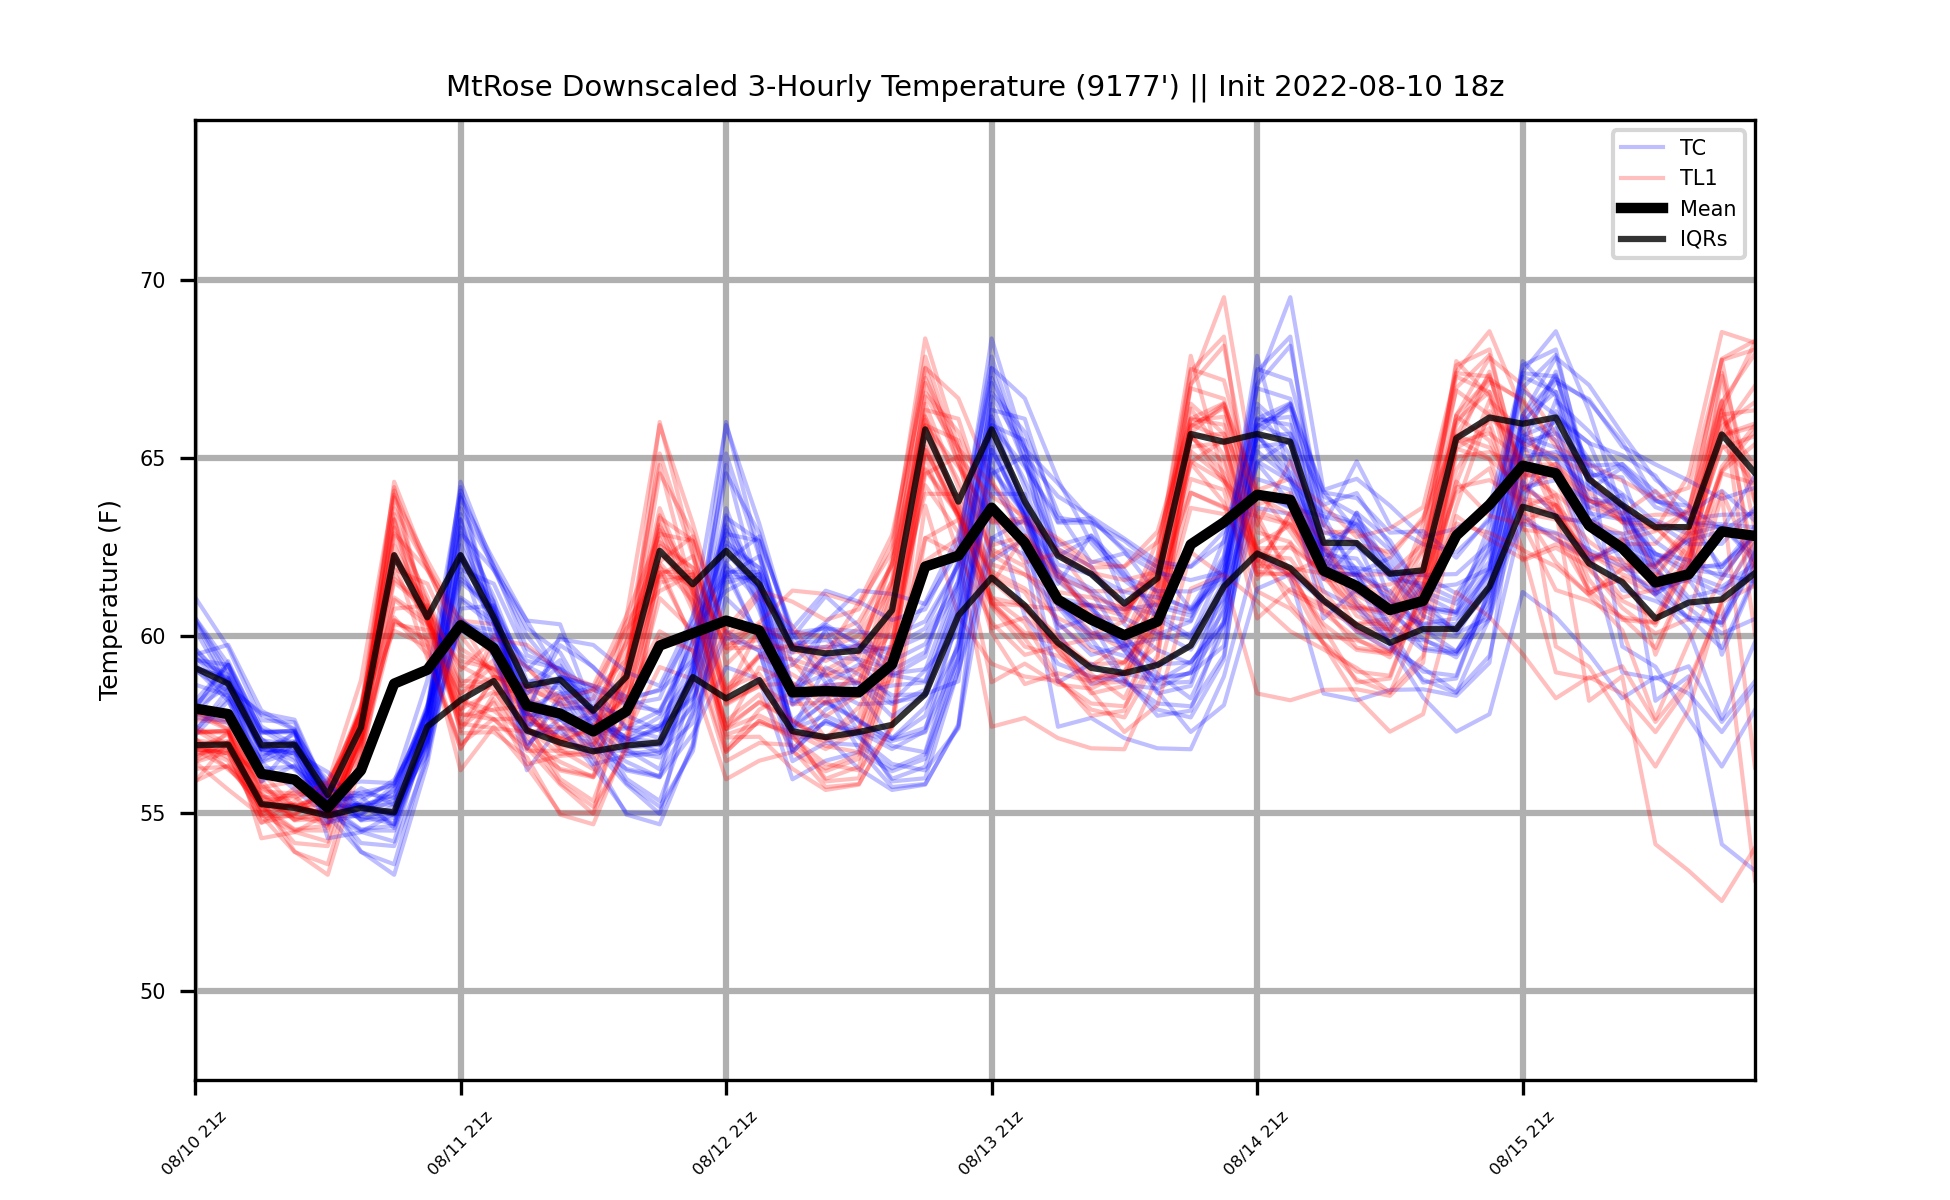 MtRose Downscaled 3-Hourly Temperature (9177') || Init 2022-08-10 18z
TC
TL1
Mean
IQRs
Temperature (F)
70
65
60
55
50
08/10 21z
08/11 21z
08/12 21z
08/13 21z
08/14 21z
08/15 21z